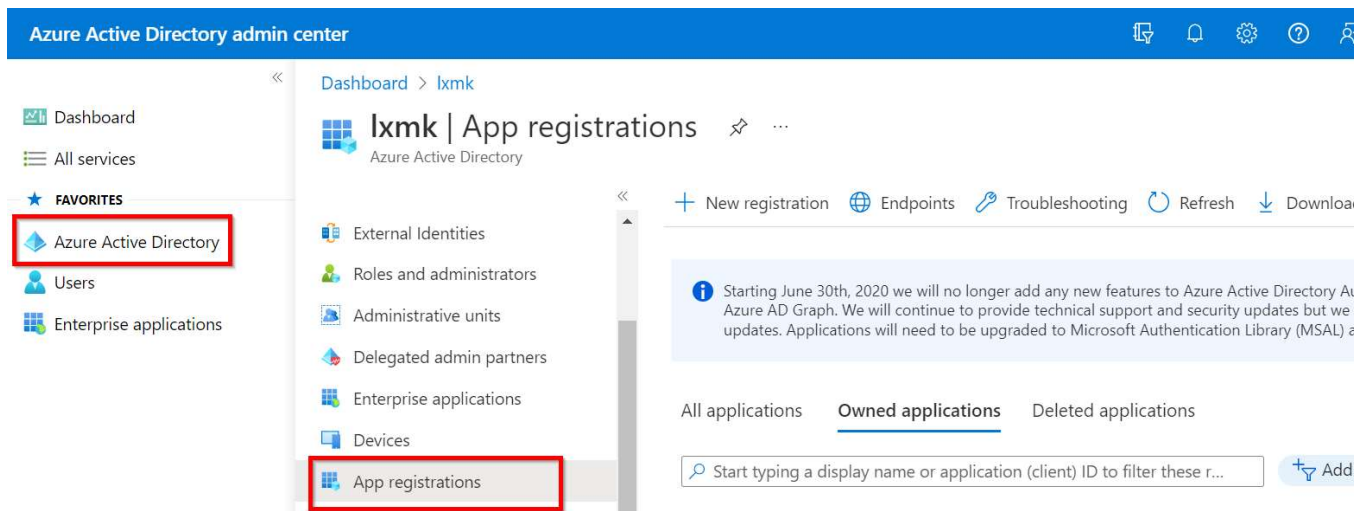 Azure Active Directory admin center
Dashboard
All services
FAVORITES
Azure Active Directory
Users
Enterprise applications
Dashboard > lxmk
lxmk | App registrations
Azure Active Directory
External Identities
Roles and administrators
Administrative units
Delegated admin partners
Enterprise applications
Devices
App registrations
New registration Endpoints Troubleshooting Refresh
Starting June 30th, 2020 we will no longer add any new features to Azure Active Directory
Azure AD Graph. We will continue to provide technical support and security updates but we
updates. Applications will need to be upgraded to Microsoft Authentication Library (MSAL)
All applications Owned applications Deleted applications
Start typing a display name or application (client) ID to filter these r...
Add